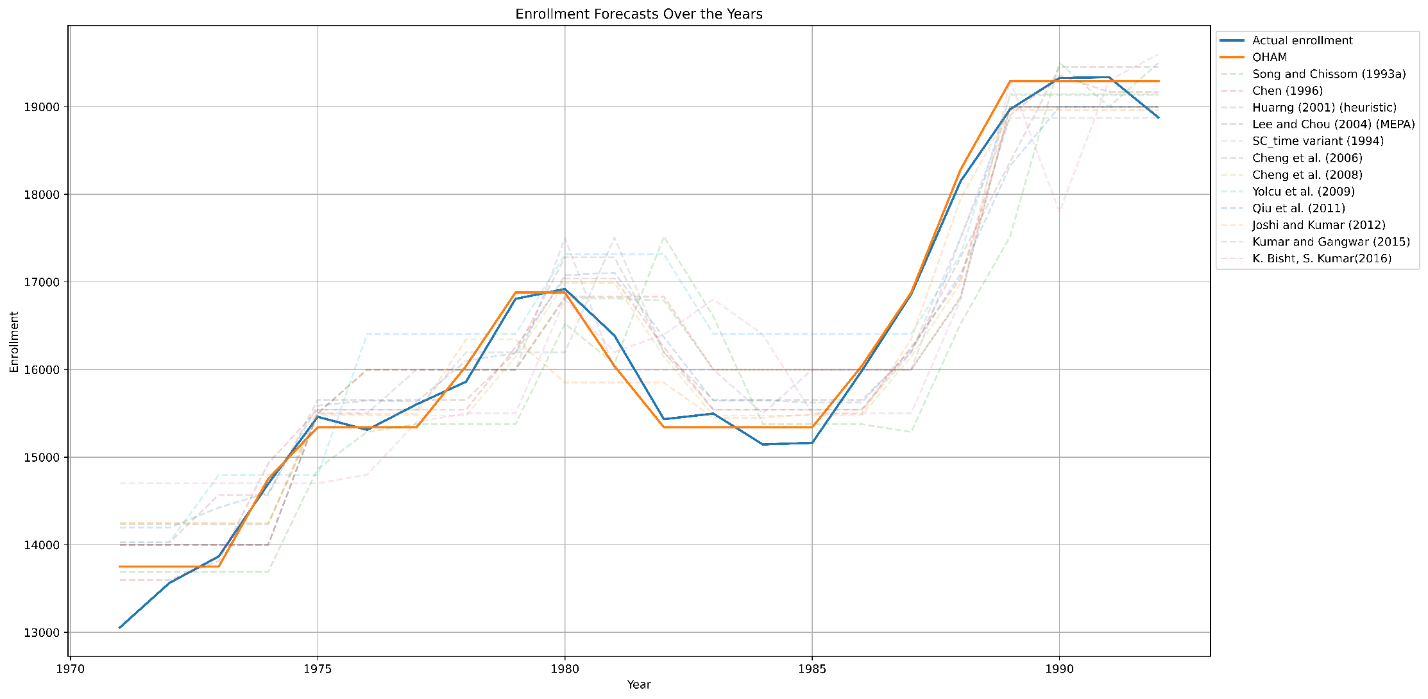 Enrollment Forecasts Over the Years
Actual enrollment
OHAM
Song and Chissom (1993a)
Chen (1996)
Huarng (2001) (heuristic)
Lee and Chou (2004) (MEPA)
SC_time variant (1994)
Cheng et al. (2006)
Cheng et al. (2008)
Yolcu et al. (2009)
Qiu et al. (2011)
Joshi and Kumar (2012)
Kumar and Gangwar (2015)
K. Bisht, S. Kumar(2016)
Enrollment
19000
18000
17000
16000
15000
14000
13000
1970
1975
1980
1985
1990
Year